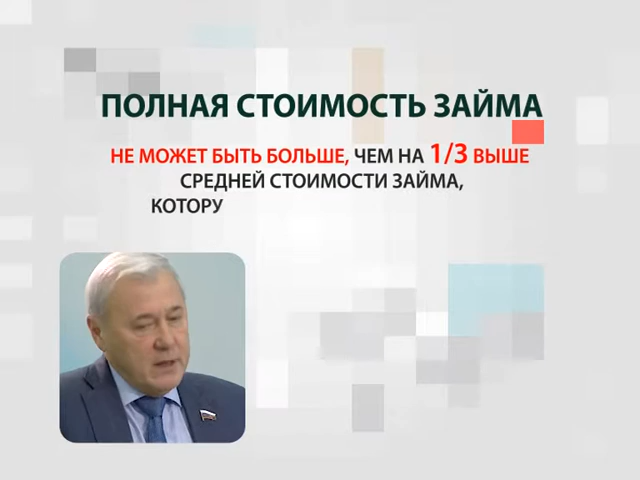 ПОЛНАЯ СТОИМОСТЬ ЗАЙМА
НЕ МОЖЕТ БЫТЬ БОЛЬШЕ, ЧЕМ НА 1/3 ВЫШЕ
СРЕДНЕЙ СТОИМОСТИ ЗАЙМА,
КОТОРУ